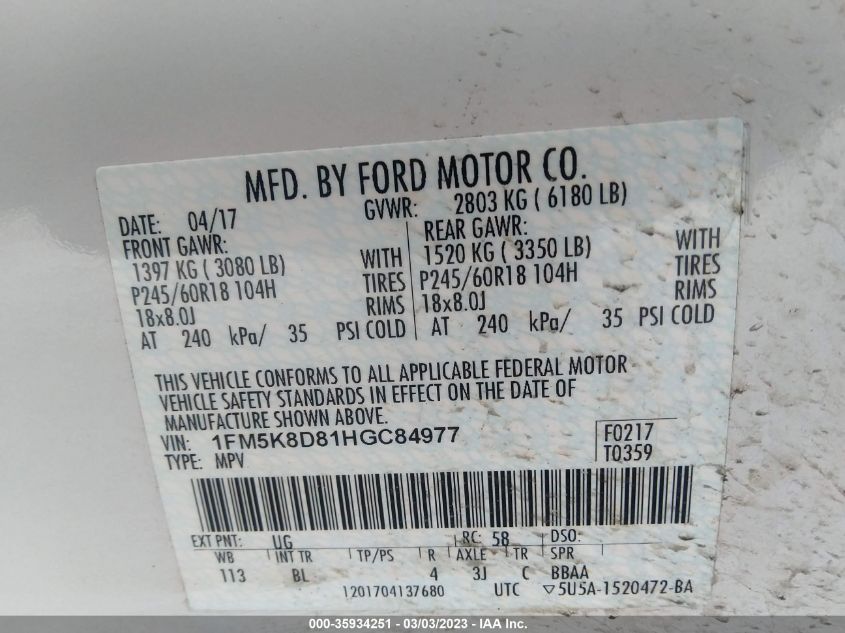 MFD. BY FORD MOTOR CO.
DATE: 04/17 GVWR: 2803 KG ( 6180 LB)
FRONT GAWR: REAR GAWR:
1397 KG ( 3080 LB) WITH 1520 KG ( 3350 LB) WITH
P245/60R18 104H TIRES P245/60R18 104H TIRES
18x8.0J RIMS 18x8.0J RIMS
AT 240 kPa/ 35 PSI COLD AT 240 kPa/ 35 PSI COLD
THIS VEHICLE CONFORMS TO ALL APPLICABLE FEDERAL MOTOR
VEHICLE SAFETY STANDARDS IN EFFECT ON THE DATE OF
MANUFACTURE SHOWN ABOVE.
VIN: 1FM5K8D81HGC84977 F0217
TYPE: MPV TQ359
EXT PNT: UG RC: 58 DSO:
WB INT TR TP/PS R AXLE TR SPR
113 BL 4 3J C BBAA
1201704137680 UTC ▽5U5A-1520472-BA
000-35934251 - 03/03/2023 - IAA Inc.